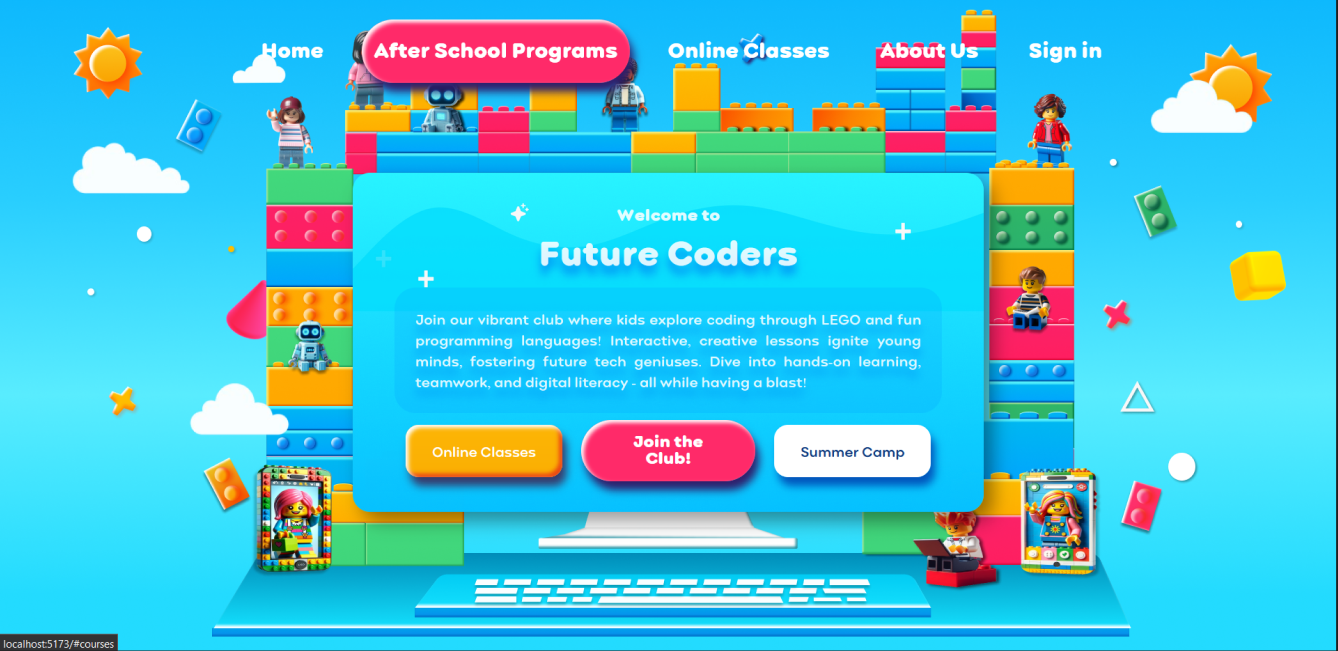 Home
After School Programs
Online Classes
About Us
Sign in
Welcome to
Future Coders
Join our vibrant club where kids explore coding through LEGO and fun
programming languages! Interactive, creative lessons ignite young
minds, fostering future tech geniuses. Dive into hands-on learning,
teamwork, and digital literacy - all while having a blast!
Online Classes
Join the
Club!
Summer Camp
localhost:5173/#courses